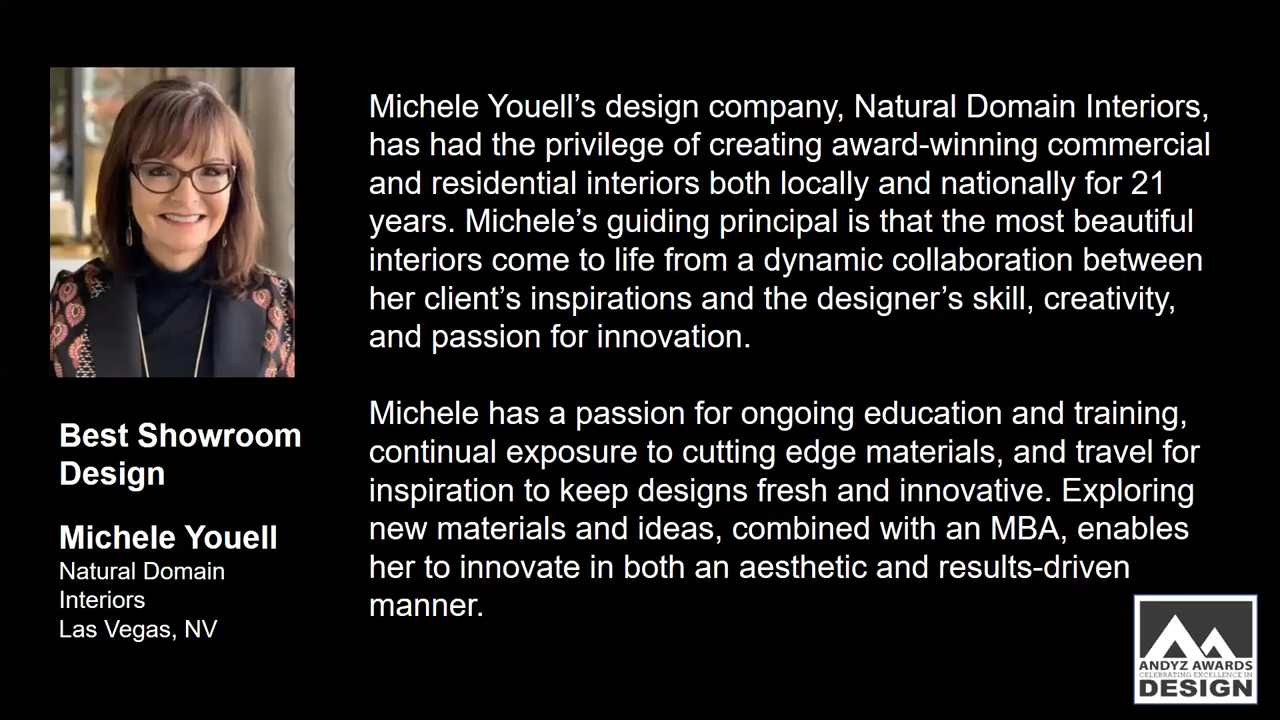 Michele Youell’s design company, Natural Domain Interiors,
has had the privilege of creating award-winning commercial
and residential interiors both locally and nationally for 21
years. Michele’s guiding principal is that the most beautiful
interiors come to life from a dynamic collaboration between
her client’s inspirations and the designer’s skill, creativity,
and passion for innovation.
Michele has a passion for ongoing education and training,
continual exposure to cutting edge materials, and travel for
inspiration to keep designs fresh and innovative. Exploring
new materials and ideas, combined with an MBA, enables
her to innovate in both an aesthetic and results-driven
manner.
Best Showroom
Design
Michele Youell
Natural Domain
Interiors
Las Vegas, NV
ANDYZ AWARDS
CELEBRATING EXCELLENCE IN
DESIGN